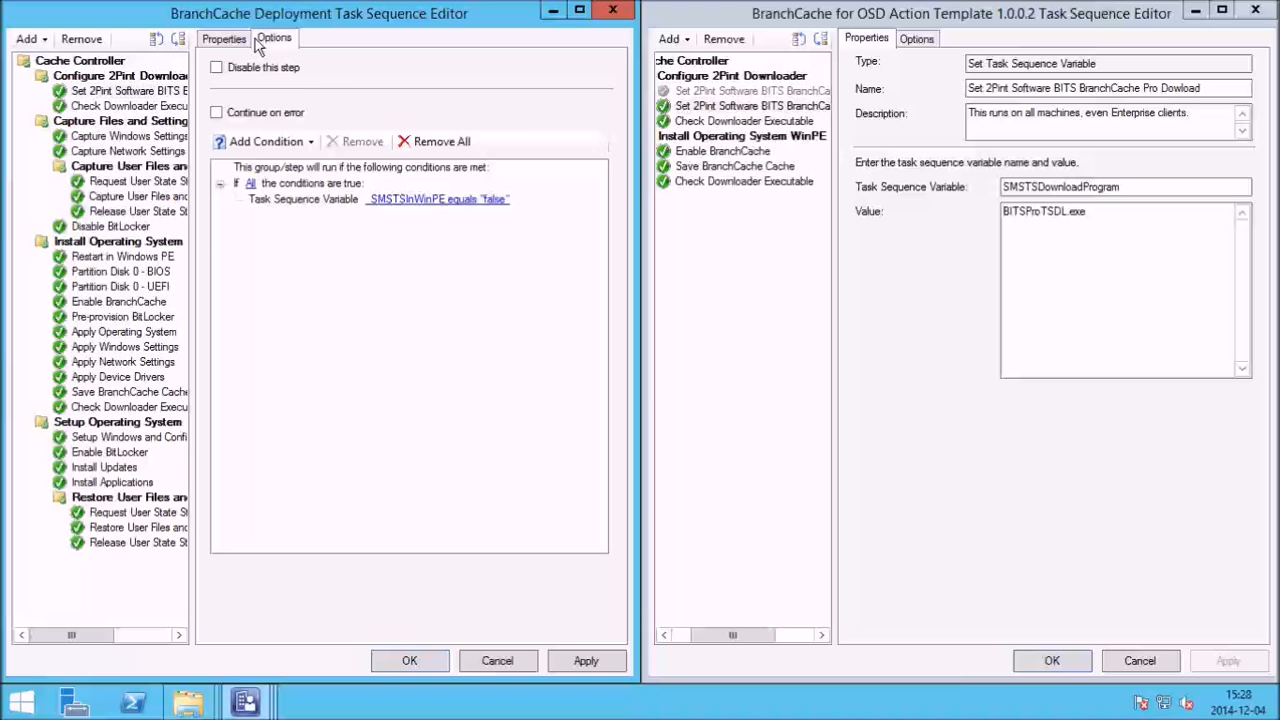 BranchCache Deployment Task Sequence Editor
Add
Remove
Properties
Options
Cache Controller
Configure 2Pint Downloa
Set 2Pint Software BITS E
Check Downloader Execu
Capture Files and Setting
Capture Windows Settings
Capture Network Settings
Capture User Files and
Request User State S
Capture User Files and
Release User State S
Disable BitLocker
Install Operating System
Restart in Windows PE
Partition Disk 0 - BIOS
Partition Disk 0 - UEFI
Enable BranchCache
Pre-provision BitLocker
Apply Operating System
Apply Windows Settings
Apply Network Settings
Apply Device Drivers
Save BranchCache Cache
Check Downloader Execu
Setup Operating System
Setup Windows and Confi
Enable BitLocker
Install Updates
Install Applications
Restore User Files an
Request User State St
Restore User Files and
Release User State St
Disable this step
Continue on error
Add Condition
Remove
Remove All
This group/step will run if the following conditions are met:
If All the conditions are true:
Task Sequence Variable SMSTSInWinPE equals "false"
OK
Cancel
Apply
BranchCache for OSD Action Template 1.0.0.2 Task Sequence Editor
Add
Remove
Properties
Options
che Controller
Configure 2Pint Downloader
Set 2Pint Software BITS BranchCa
Set 2Pint Software BITS BranchCa
Check Downloader Executable
Install Operating System WinPE
Enable BranchCache
Save BranchCache Cache
Check Downloader Executable
Type:
Set Task Sequence Variable
Name:
Set 2Pint Software BITS BranchCache Pro Dowload
Description:
This runs on all machines, even Enterprise clients.
Enter the task sequence variable name and value.
Task Sequence Variable:
SMSTSDownloadProgram
Value:
BITSProTSDL.exe
OK
Cancel
Apply
15:28
2014-12-04